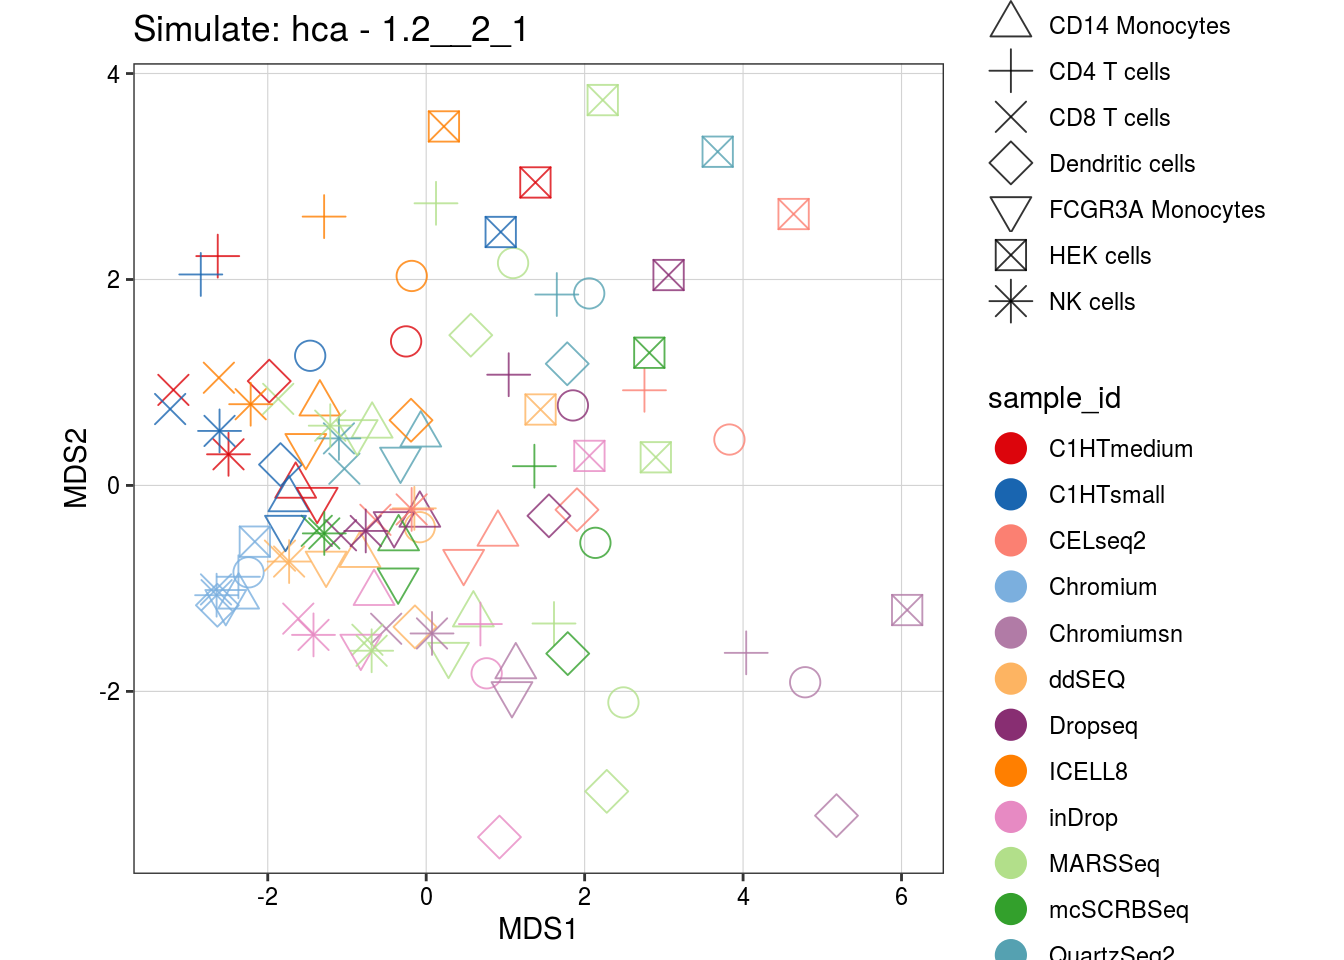 Simulate: hca - 1.2__2_1
4
2
0
-2
MDS2
-2
0
2
4
6
MDS1
CD14 Monocytes
CD4 T cells
CD8 T cells
Dendritic cells
FCGR3A Monocytes
HEK cells
NK cells
sample_id
C1HTmedium
C1HTsmall
CELseq2
Chromium
Chromiumsn
ddSEQ
Dropseq
ICELL8
inDrop
MARSSeq
mcSCRBSeq
QuartzSeq2